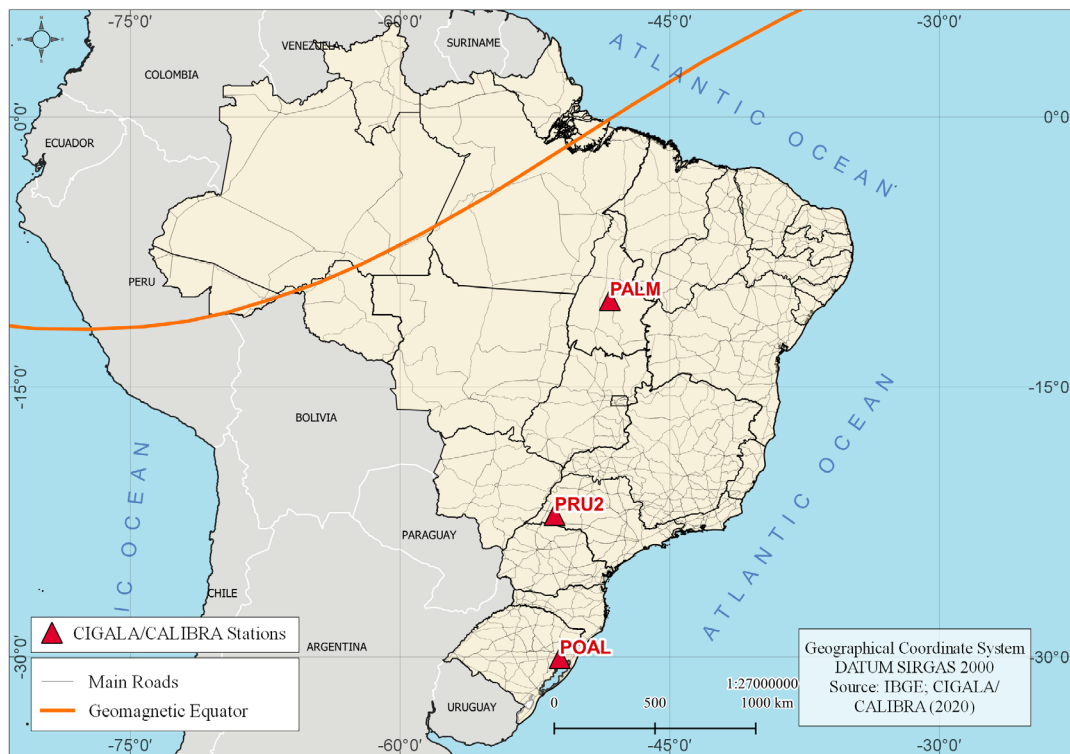 -75°0'
-60°0'
-45°0'
-30°0'
N
E
S
W
VENEZUELA
SURINAME
COLOMBIA
ATLANTIC OCEAN
0°0'
0°0'
ECUADOR
PERU
PALM
-15°0'
-15°0'
BOLIVIA
ATLANTIC OCEAN
IC OCEAN
PRU2
PARAGUAY
CHILE
ARGENTINA
POAL
URUGUAY
-30°0'
CIGALA/CALIBRA Stations
Main Roads
Geomagnetic Equator
1:27000000
0 500 1000 km
Geographical Coordinate System
DATUM SIRGAS 2000
Source: IBGE; CIGALA/
CALIBRA (2020)
-75°0'
-60°0'
-45°0'
-30°0'